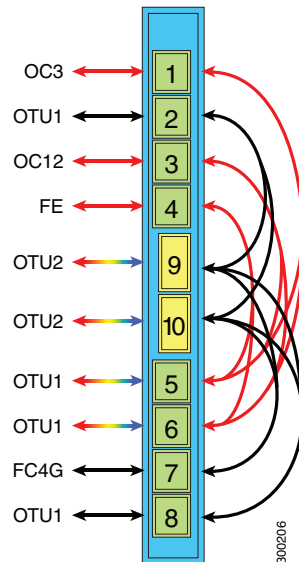 OC3 1
OTU1 2
OC12 3
FE 4
OTU2 9
OTU2 10
OTU1 5
OTU1 6
FC4G 7
OTU1 8
300206